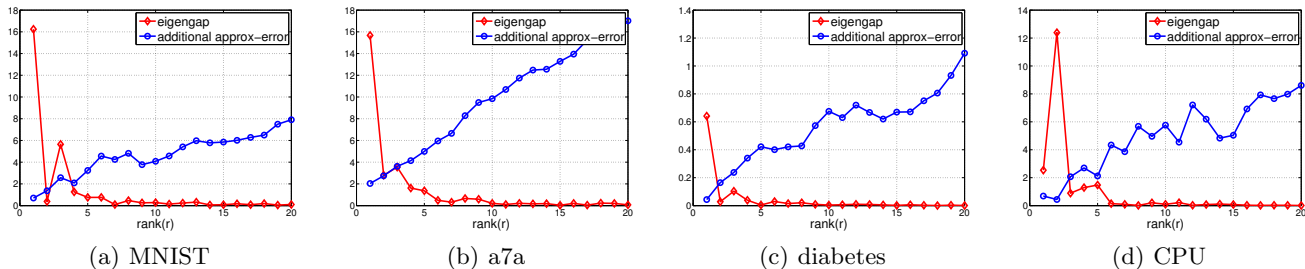 18
16
14
12
10
8
6
4
2
0
0 5 10 15 20
rank(r)
eigengap
additional approx-error
(a) MNIST
18
16
14
12
10
8
6
4
2
0
0 5 10 15 20
rank(r)
eigengap
additional approx-error
(b) a7a
1.4
1.2
1
0.8
0.6
0.4
0.2
0
0 5 10 15 20
rank(r)
eigengap
additional approx-error
(c) diabetes
14
12
10
8
6
4
2
0
0 5 10 15 20
rank(r)
eigengap
additional approx-error
(d) CPU